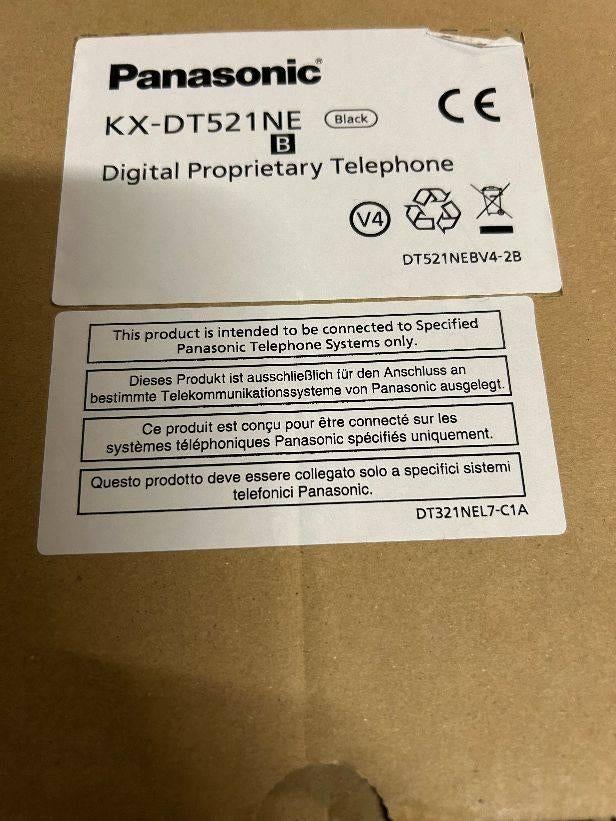 Panasonic®
KX-DT521NE Black
B
Digital Proprietary Telephone
CE
V4
DT521NEBV4-2B
This product is intended to be connected to Specified
Panasonic Telephone Systems only.
Dieses Produkt ist ausschließlich für den Anschluss an
bestimmte Telekommunikationssysteme von Panasonic ausgelegt.
Ce produit est conçu pour être connecté sur les
systèmes téléphoniques Panasonic spécifiés uniquement.
Questo prodotto deve essere collegato solo a specifici sistemi
telefonici Panasonic.
DT321NEL7-C1A